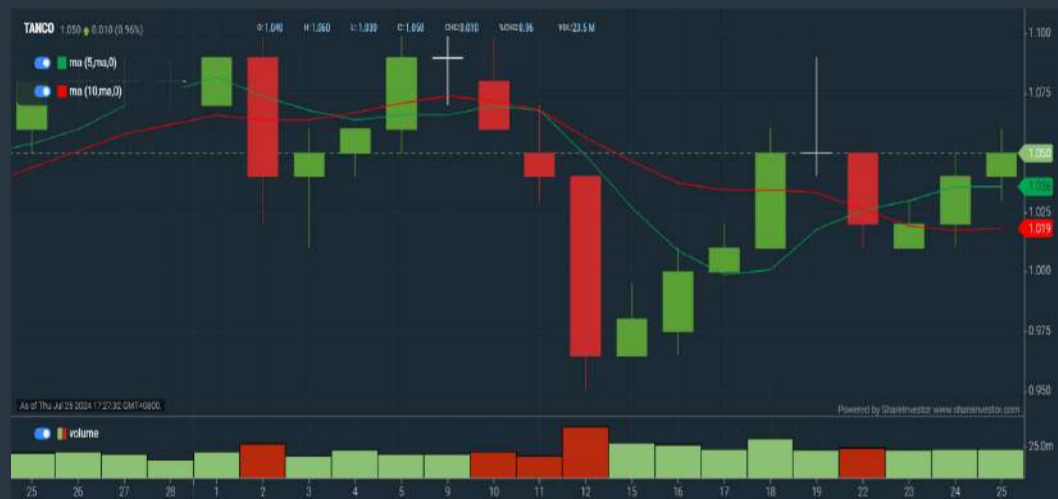 TANCO 1.050 0.010 (0.96%) O:1.040 H:1.060 L:1.030 C:1.050 CHG:0.010 %CHG:0.96 VOL:23.5 M
ma (5,ma,0)
ma (10,ma,0)
1.100
1.075
1.050
1.036
1.025
1.019
1.000
0.975
0.950
As of Thu Jul 25 2024 17:27:32 GMT+0800.
Powered by ShareInvestor www.shareinvestor.com
volume
25.0m
25 26 27 28 1 2 3 4 5 9 10 11 12 15 16 17 18 19 22 23 24 25